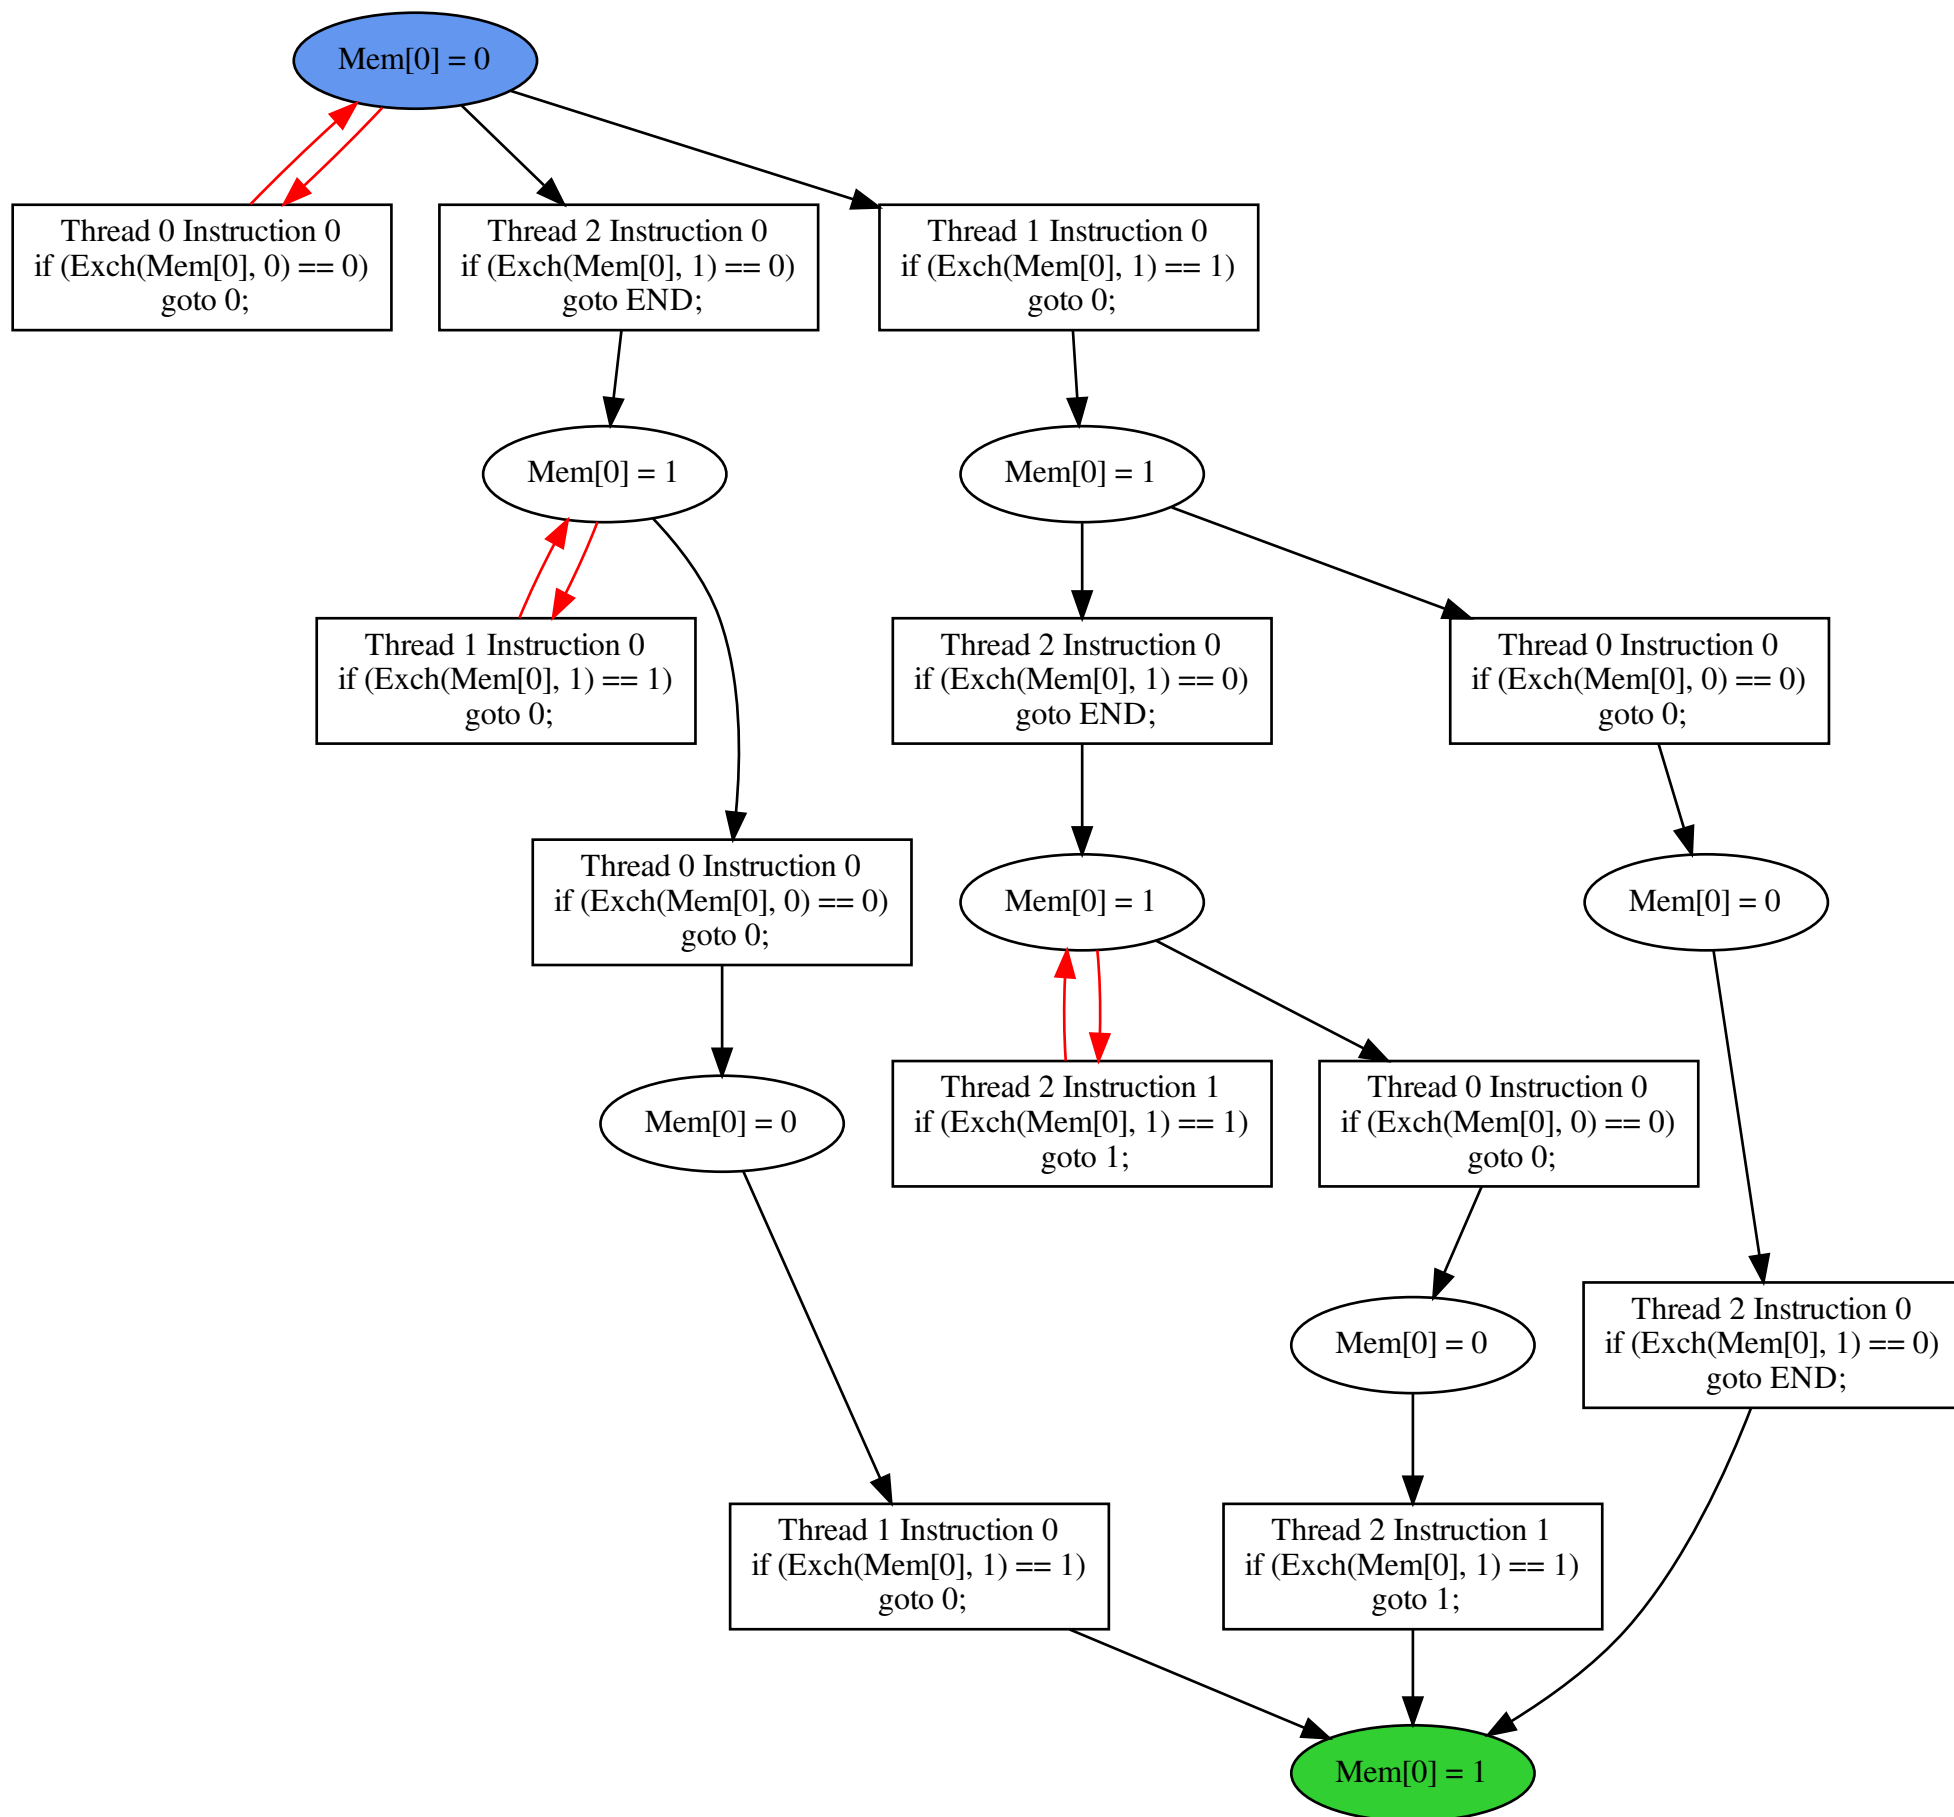 Mem[0] = 0
Thread 0 Instruction 0
if (Exch(Mem[0], 0) == 0)
goto 0;
Thread 2 Instruction 0
if (Exch(Mem[0], 1) == 0)
goto END;
Thread 1 Instruction 0
if (Exch(Mem[0], 1) == 1)
goto 0;
Mem[0] = 1
Mem[0] = 1
Thread 1 Instruction 0
if (Exch(Mem[0], 1) == 1)
goto 0;
Thread 2 Instruction 0
if (Exch(Mem[0], 1) == 0)
goto END;
Thread 0 Instruction 0
if (Exch(Mem[0], 0) == 0)
goto 0;
Thread 0 Instruction 0
if (Exch(Mem[0], 0) == 0)
goto 0;
Mem[0] = 1
Mem[0] = 0
Mem[0] = 0
Thread 2 Instruction 1
if (Exch(Mem[0], 1) == 1)
goto 1;
Thread 0 Instruction 0
if (Exch(Mem[0], 0) == 0)
goto 0;
Mem[0] = 0
Thread 2 Instruction 0
if (Exch(Mem[0], 1) == 0)
goto END;
Thread 1 Instruction 0
if (Exch(Mem[0], 1) == 1)
goto 0;
Thread 2 Instruction 1
if (Exch(Mem[0], 1) == 1)
goto 1;
Mem[0] = 1